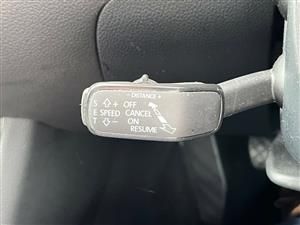 - DISTANCE +
S ⇧ + OFF
E SPEED CANCEL
T ⇩ - ON
RESUME